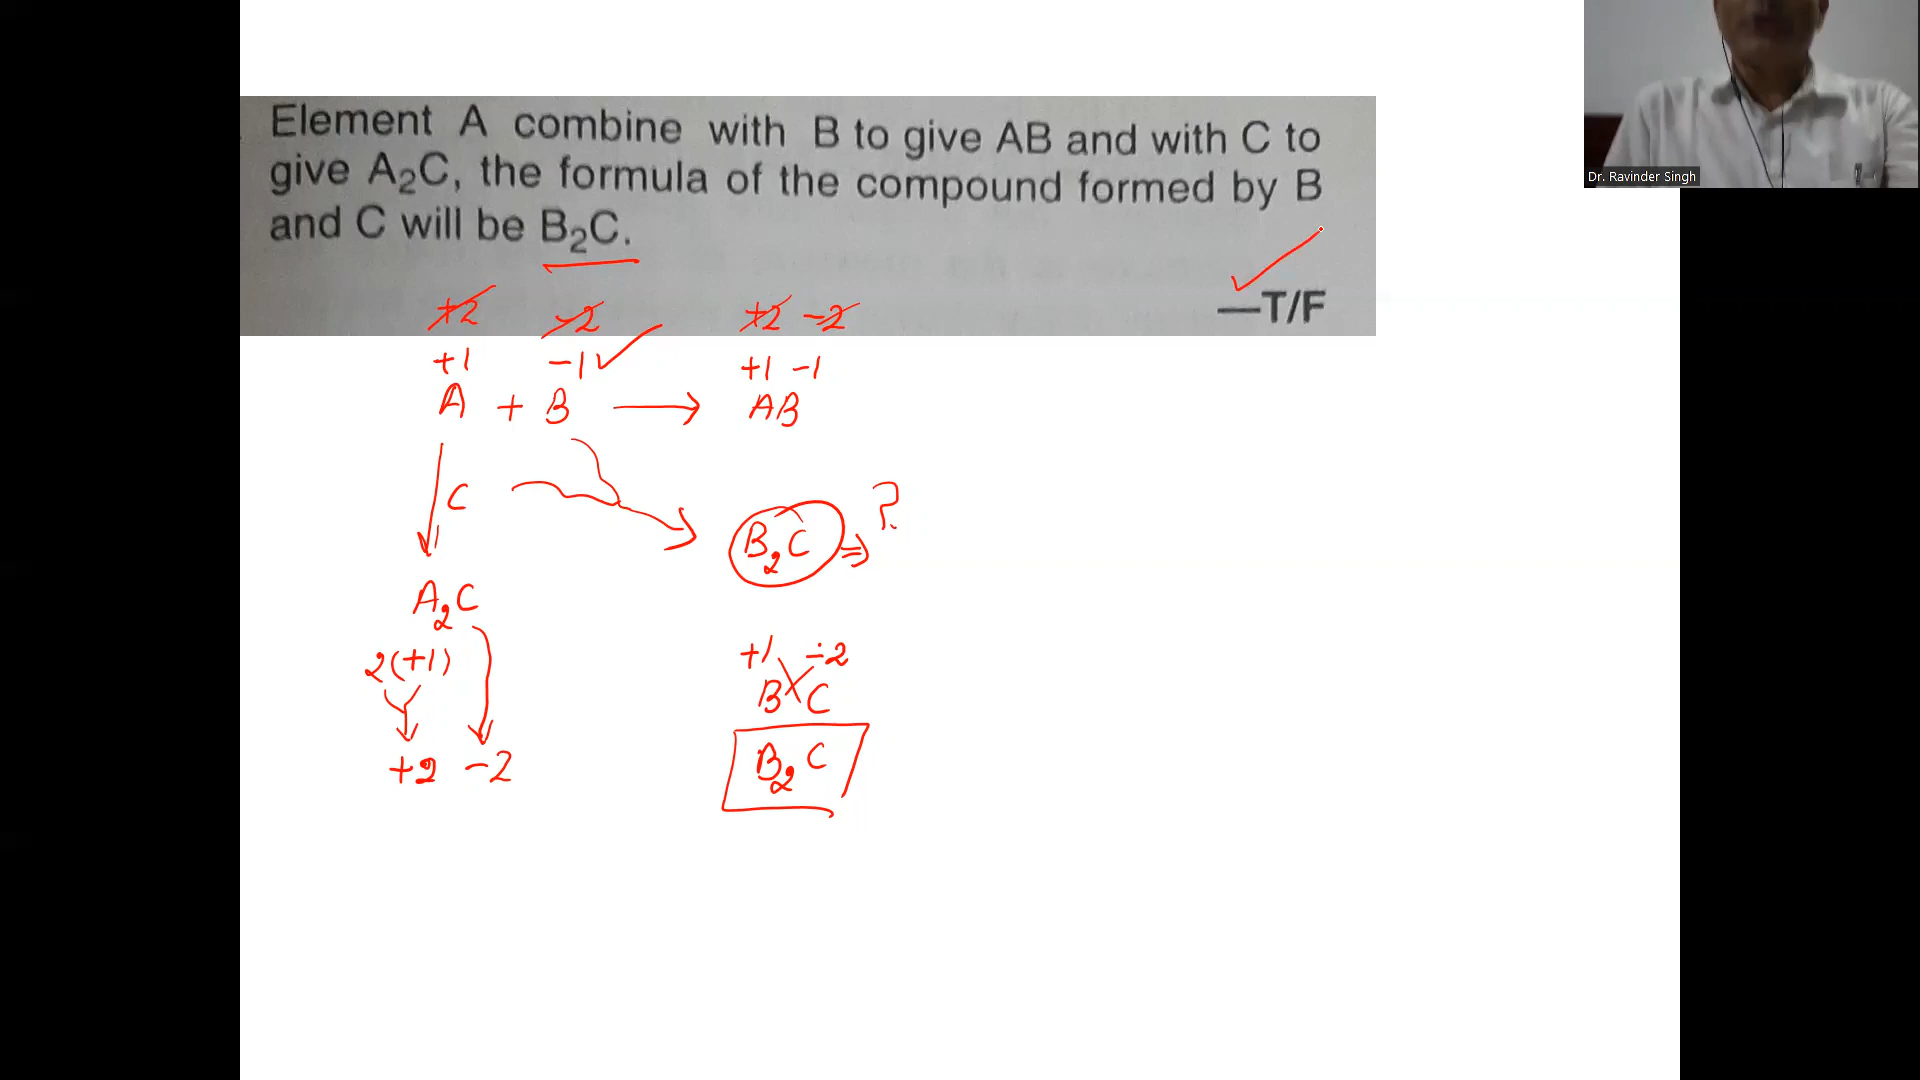 Element A combine with B to give AB and with C to
give A₂C, the formula of the compound formed by B
and C will be B₂C.
—T/F
+2 -2 +2 -2
+1 -1 +1 -1
A + B → AB
C
?
B₂C ⇒
A₂C
2(+1)
+1 -2
B C
+2 -2
B₂C
Dr. Ravinder Singh